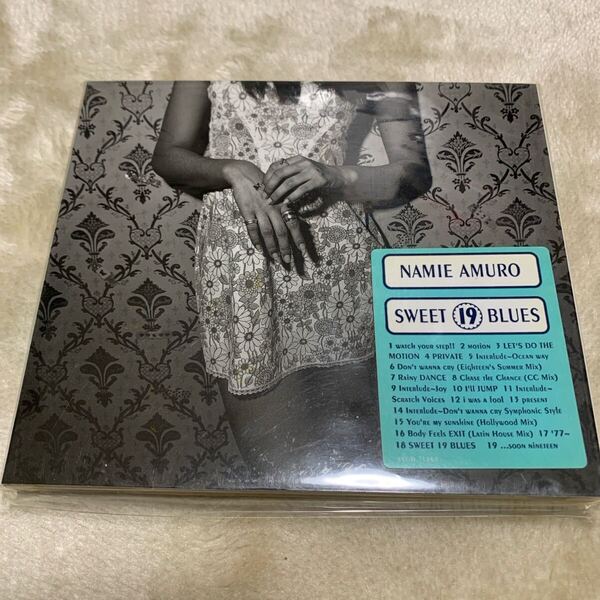 NAMIE AMURO
SWEET 19 BLUES
1 WATCH YOUR STEP!! 2 MOTION 3 LET'S DO THE
MOTION 4 PRIVATE 5 INTERLUDE~OCEAN WAY
6 DON'T WANNA CRY (EIGHTEEN'S SUMMER MIX)
7 RAINY DANCE 8 CHASE THE CHANCE (CC MIX)
9 INTERLUDE~JOY 10 I'LL JUMP 11 INTERLUDE~
SCRATCH VOICES 12 I WAS A FOOL 13 PRESENT
14 INTERLUDE~DON'T WANNA CRY SYMPHONIC STYLE
15 YOU'RE MY SUNSHINE (HOLLYWOOD MIX)
16 BODY FEELS EXIT (LATIN HOUSE MIX) 17 '77~
18 SWEET 19 BLUES 19 ...SOON NINETEEN